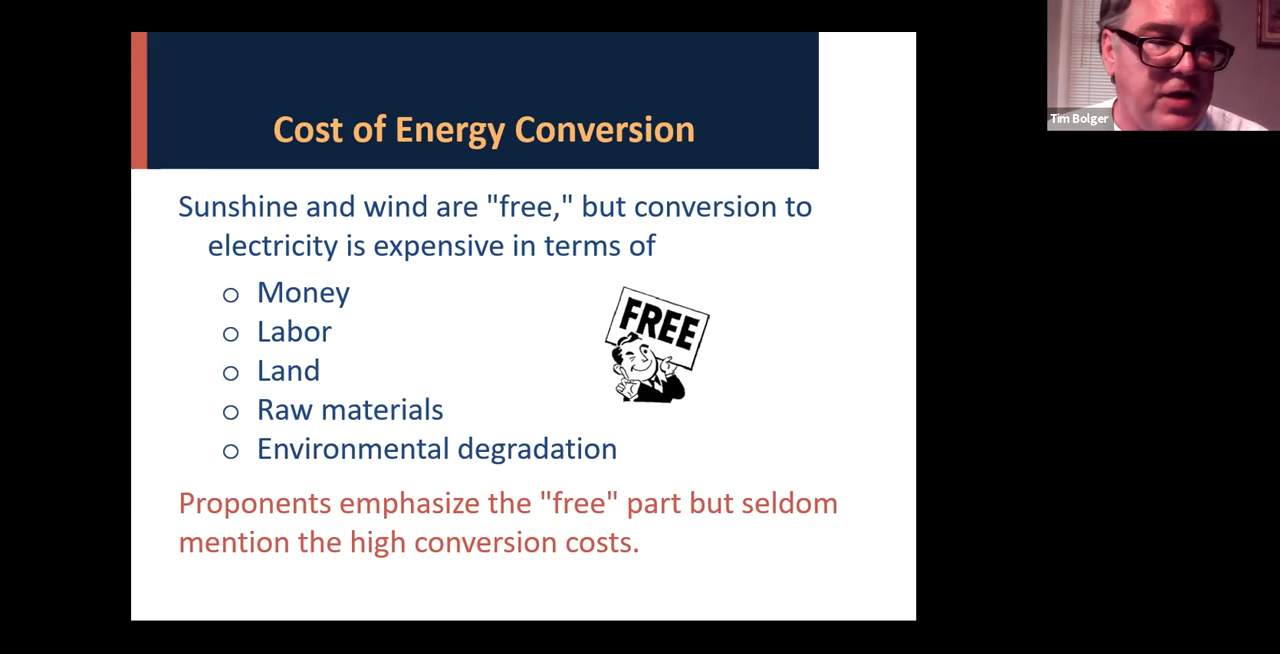 Cost of Energy Conversion
Tim Bolger
Sunshine and wind are "free," but conversion to
electricity is expensive in terms of
o Money
o Labor
o Land
o Raw materials
o Environmental degradation
FREE
Proponents emphasize the "free" part but seldom
mention the high conversion costs.